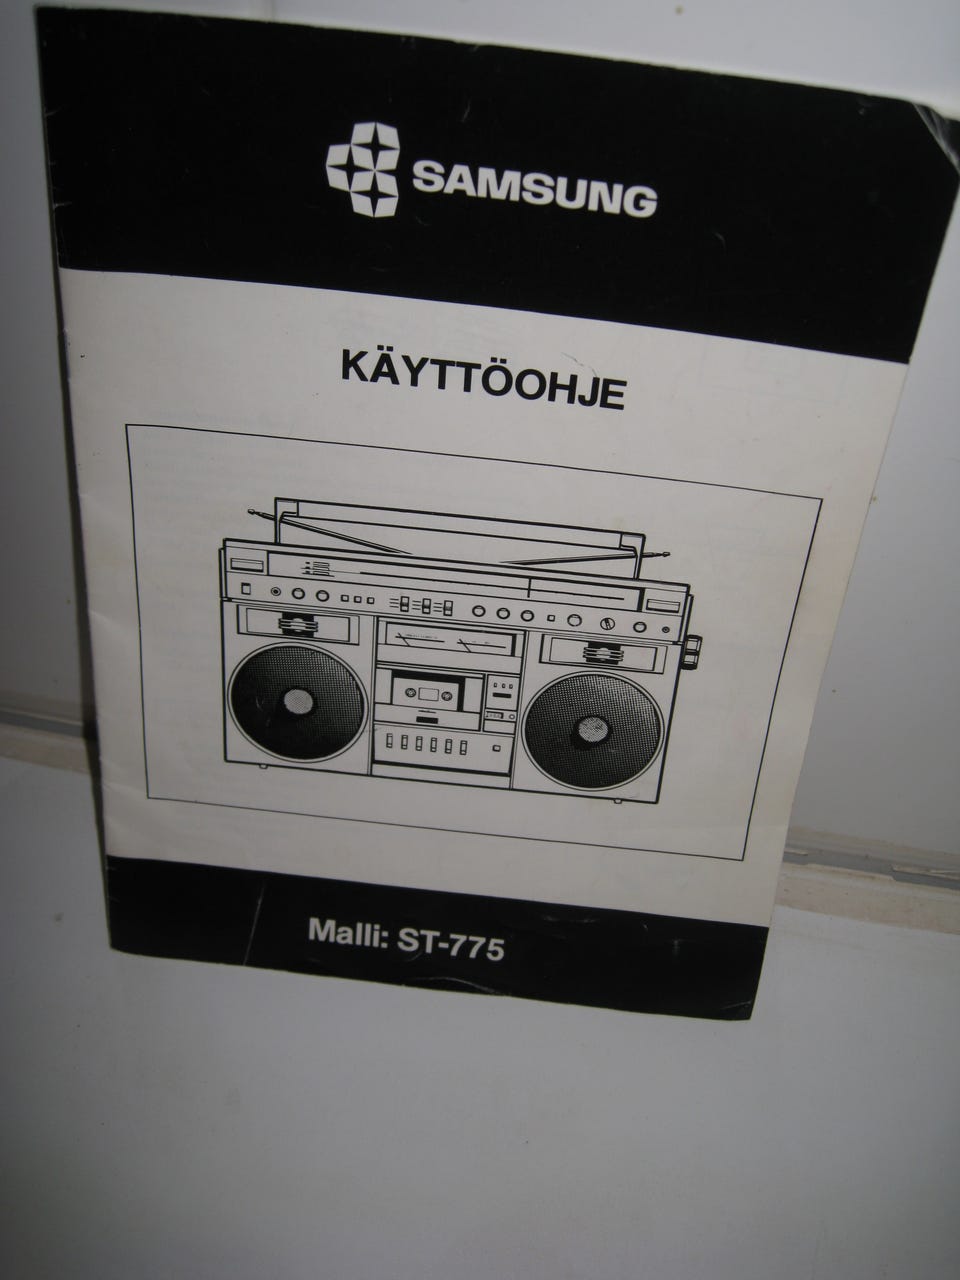 SAMSUNG
KÄYTTÖOHJE
Malli: ST-775